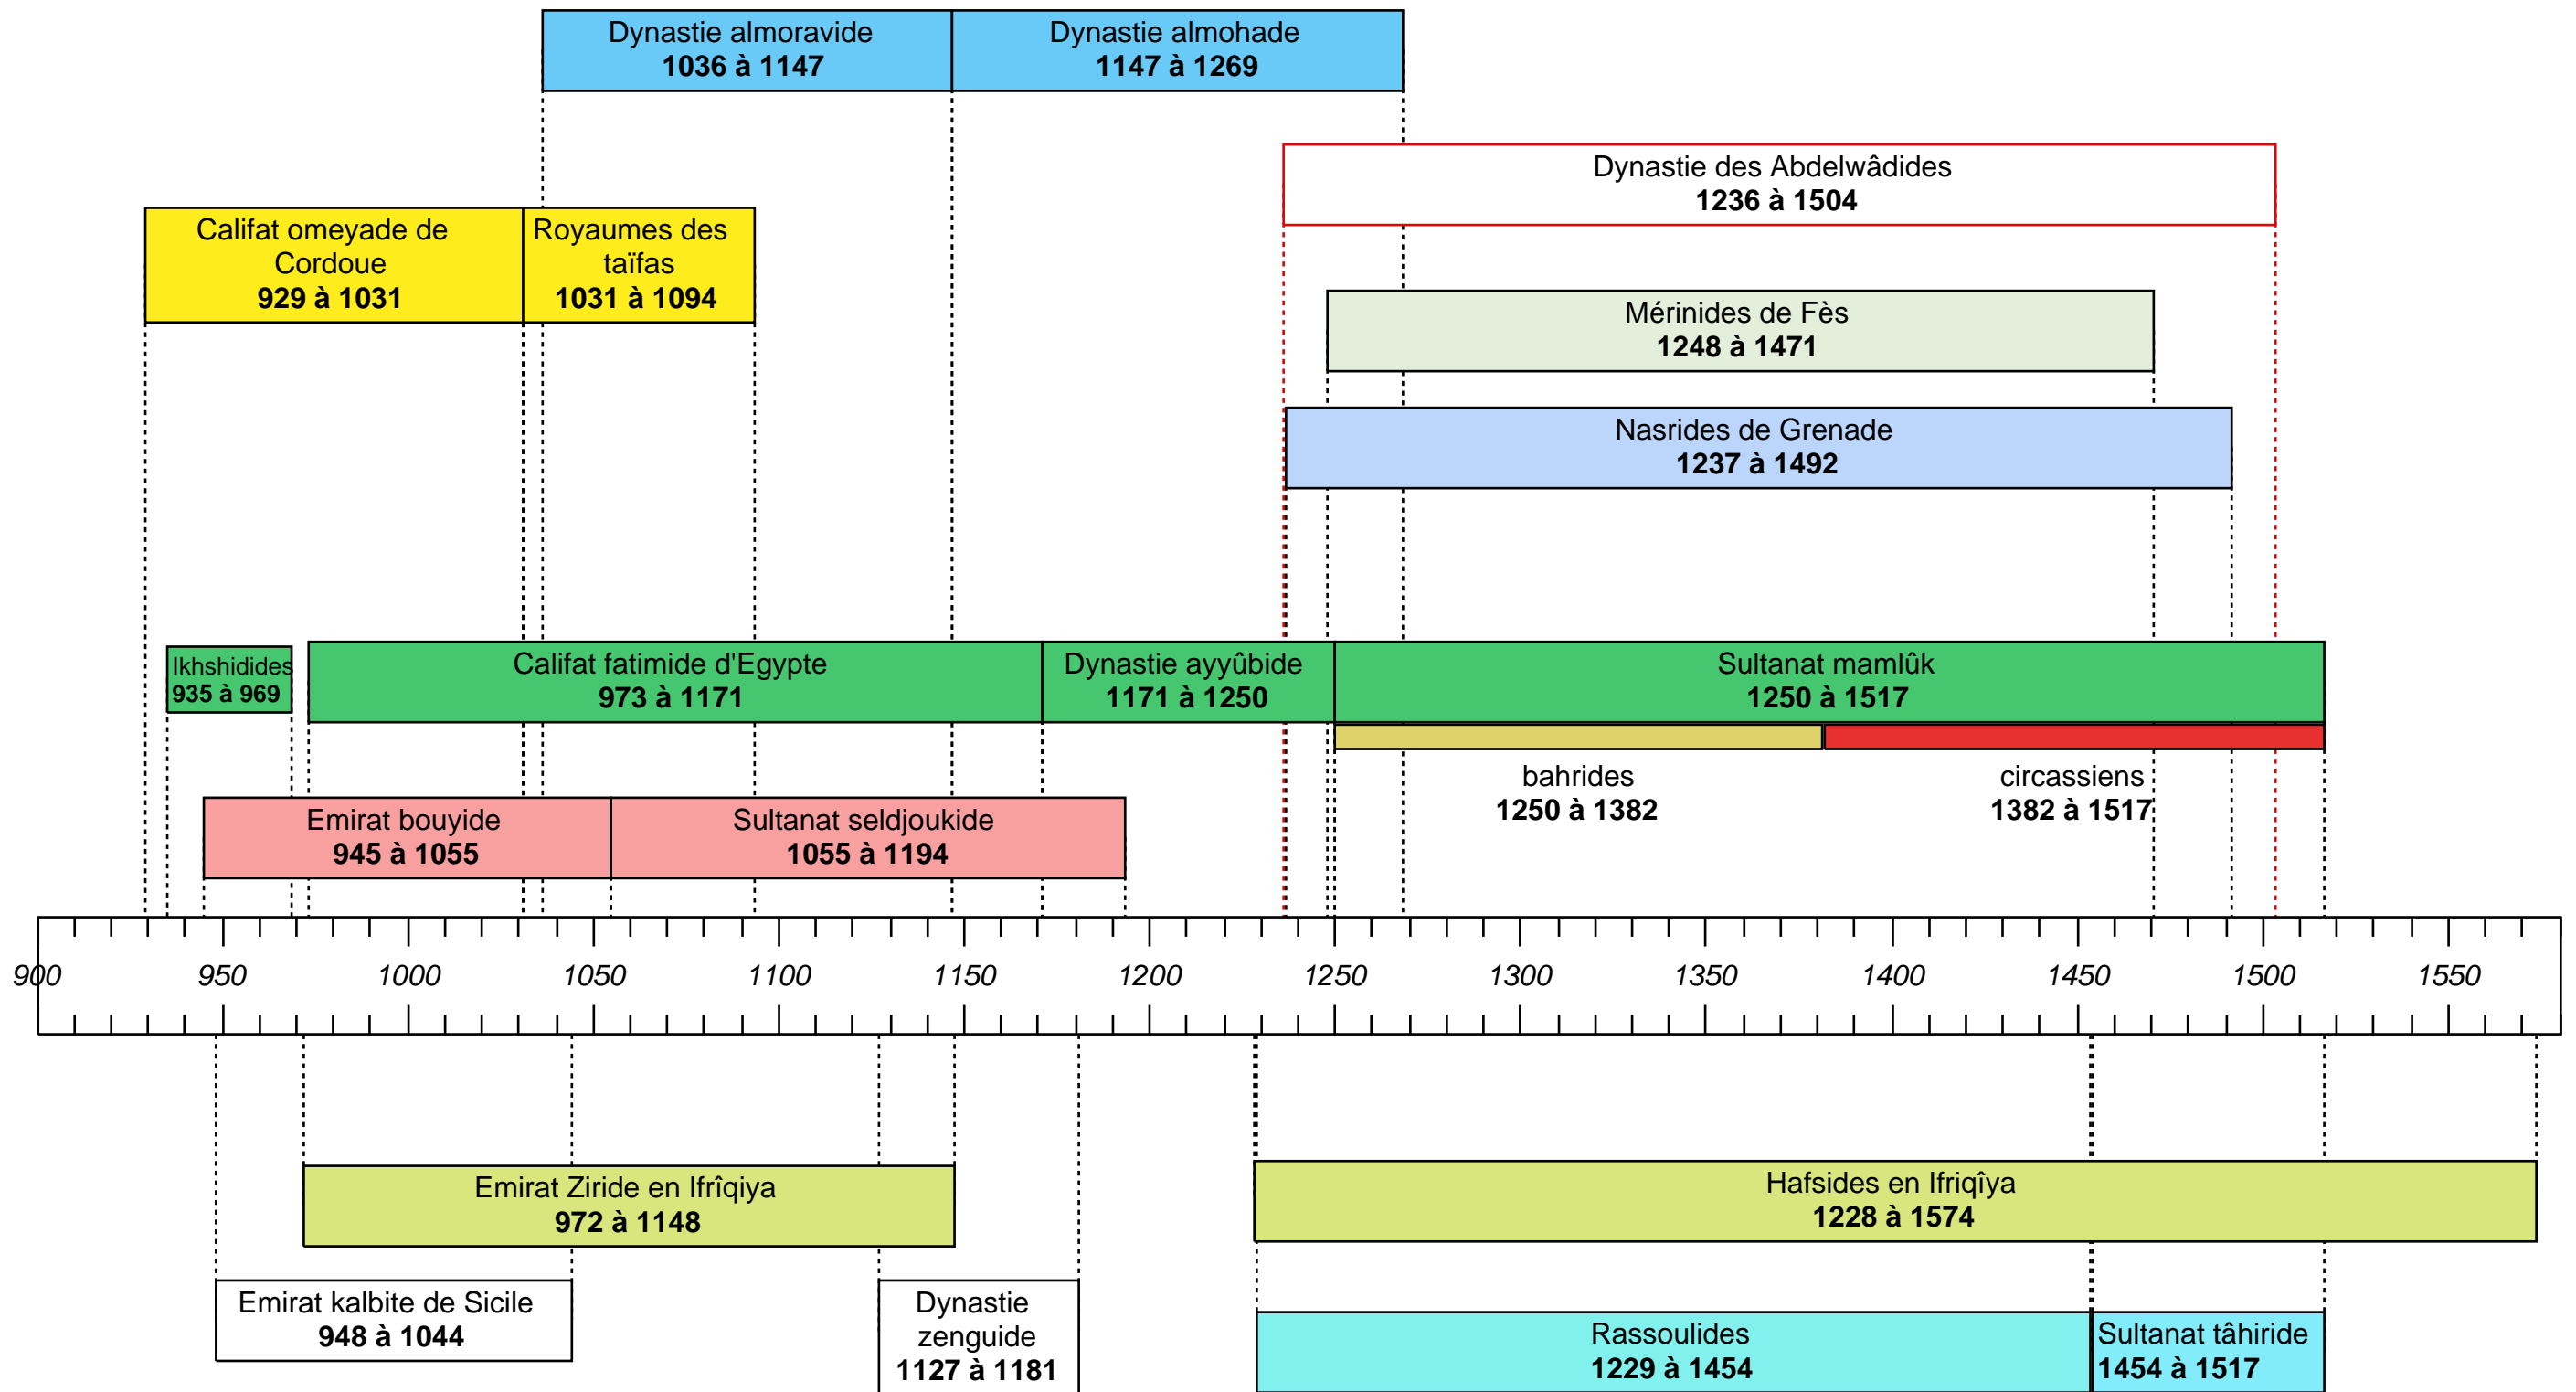 Dynastie almoravide
1036 à 1147
Dynastie almohade
1147 à 1269
Dynastie des Abdelwâdides
1236 à 1504
Califat omeyade de
Cordoue
929 à 1031
Royaumes des
taïfas
1031 à 1094
Mérinides de Fès
1248 à 1471
Nasrides de Grenade
1237 à 1492
Ikhshidides
935 à 969
Califat fatimide d'Egypte
973 à 1171
Dynastie ayyûbide
1171 à 1250
Sultanat mamlûk
1250 à 1517
bahrides
1250 à 1382
circassiens
1382 à 1517
Emirat bouyide
945 à 1055
Sultanat seldjoukide
1055 à 1194
900 950 1000 1050 1100 1150 1200 1250 1300 1350 1400 1450 1500 1550
Emirat Ziride en Ifrîqiya
972 à 1148
Hafsides en Ifriqîya
1228 à 1574
Emirat kalbite de Sicile
948 à 1044
Dynastie
zenguide
1127 à 1181
Rassoulides
1229 à 1454
Sultanat tâhiride
1454 à 1517